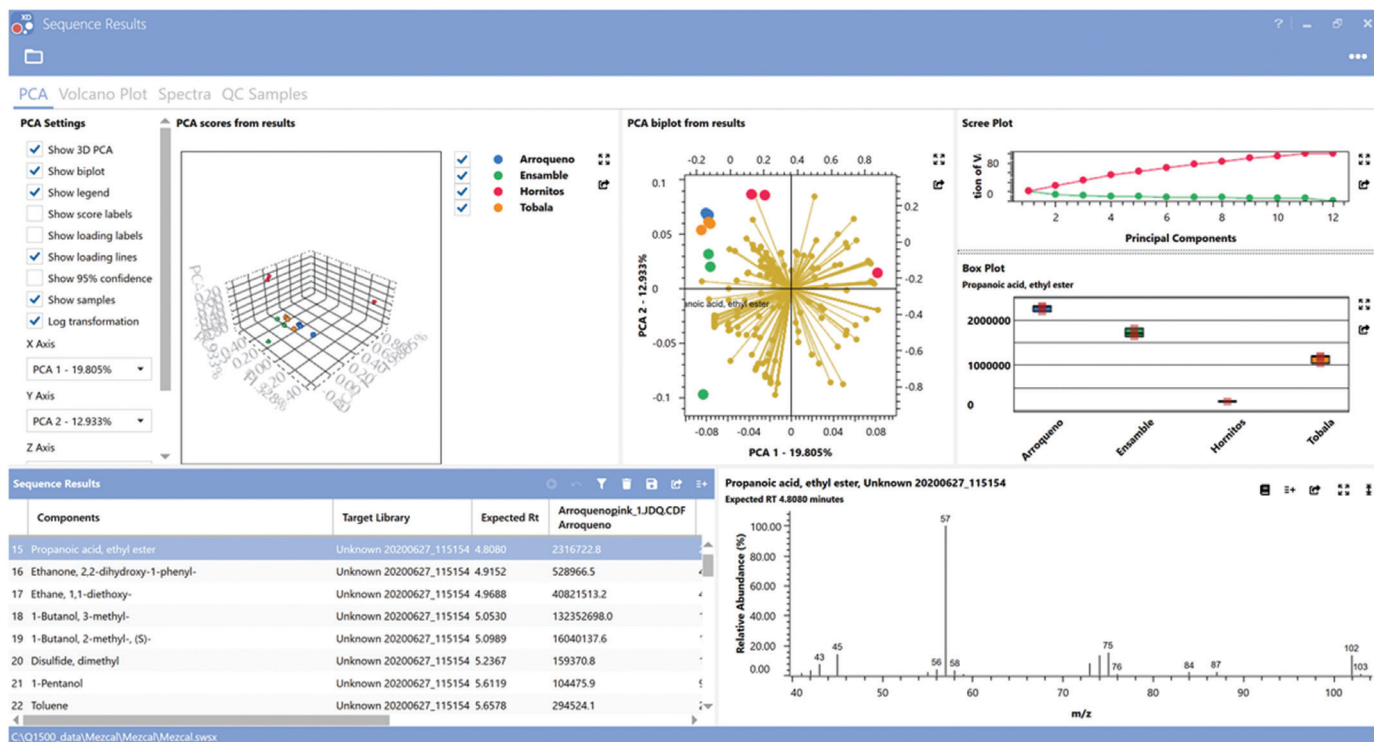 XD Sequence Results
?
PCA Volcano Plot Spectra QC Samples
PCA Settings
Show 3D PCA
Show biplot
Show legend
Show score labels
Show loading labels
Show loading lines
Show 95% confidence
Show samples
Log transformation
X Axis
PCA 1 - 19.805%
Y Axis
PCA 2 - 12.933%
Z Axis
PCA scores from results
Arroqueno
Ensamble
Hornitos
Tobala
PCA biplot from results
-0.2 0 0.2 0.4 0.6 0.8
0.1
0.05
0
-0.05
-0.1
0.2
0
-0.2
-0.4
-0.6
-0.8
anoic acid, ethyl ester
PCA 2 - 12.933%
-0.08 -0.04 0 0.04 0.08
PCA 1 - 19.805%
Scree Plot
80
0
2 4 6 8 10 12
Principal Components
Box Plot
Propanoic acid, ethyl ester
2000000
1000000
0
Arroqueno Ensamble Hornitos Tobala
Sequence Results
Components Target Library Expected Rt Arroquenopink_1.JDQ.CDF
Arroqueno
15 Propanoic acid, ethyl ester Unknown 20200627_115154 4.8080 2316722.8
16 Ethanone, 2,2-dihydroxy-1-phenyl- Unknown 20200627_115154 4.9152 528966.5
17 Ethane, 1,1-diethoxy- Unknown 20200627_115154 4.9688 40821513.2
18 1-Butanol, 3-methyl- Unknown 20200627_115154 5.0530 132352698.0
19 1-Butanol, 2-methyl-, (S)- Unknown 20200627_115154 5.0989 16040137.6
20 Disulfide, dimethyl Unknown 20200627_115154 5.2367 159370.8
21 1-Pentanol Unknown 20200627_115154 5.6119 104475.9
22 Toluene Unknown 20200627_115154 5.6578 294524.1
Propanoic acid, ethyl ester, Unknown 20200627_115154
Expected RT 4.8080 minutes
Relative Abundance (%)
100.00
80.00
60.00
40.00
20.00
0.00
43 45 56 57 58 75 76 84 87 102 103
40 50 60 70 80 90 100
m/z
C:\Q1500_data\Mezcal\Mezcal\Mezcal.swsx